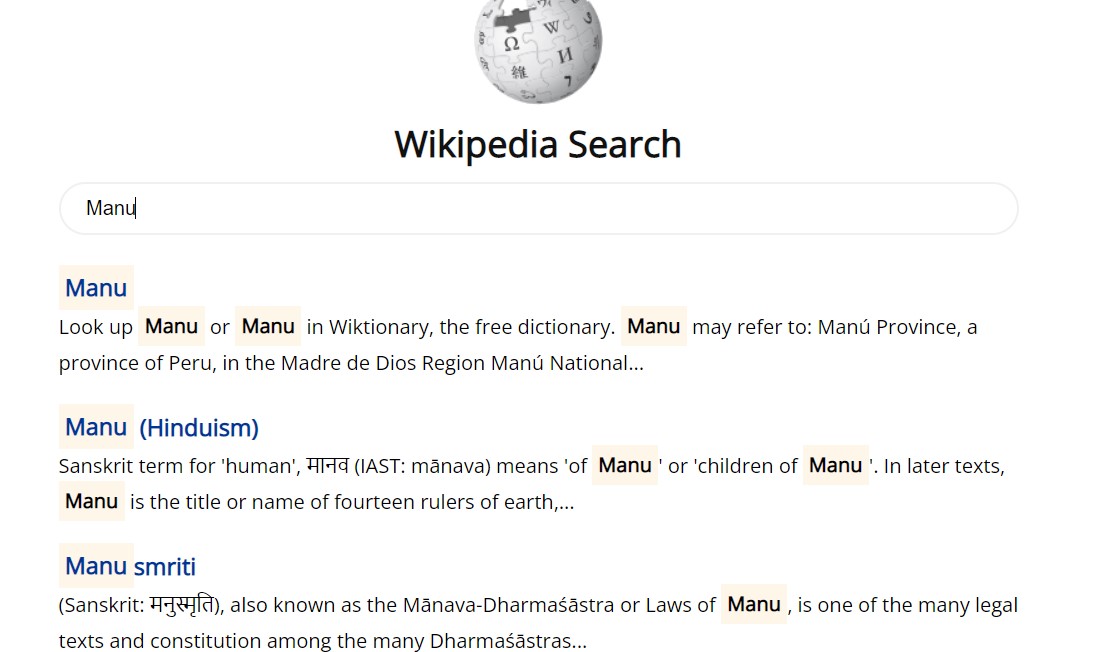 Ω W И 維 7
Wikipedia Search
Manu
Manu
Look up Manu or Manu in Wiktionary, the free dictionary. Manu may refer to: Manú Province, a
province of Peru, in the Madre de Dios Region Manú National...
Manu (Hinduism)
Sanskrit term for 'human', मानव (IAST: mānava) means 'of Manu ' or 'children of Manu '. In later texts,
Manu is the title or name of fourteen rulers of earth,...
Manu smriti
(Sanskrit: मनुस्मृति), also known as the Mānava-Dharmaśāstra or Laws of Manu , is one of the many legal
texts and constitution among the many Dharmaśāstras...